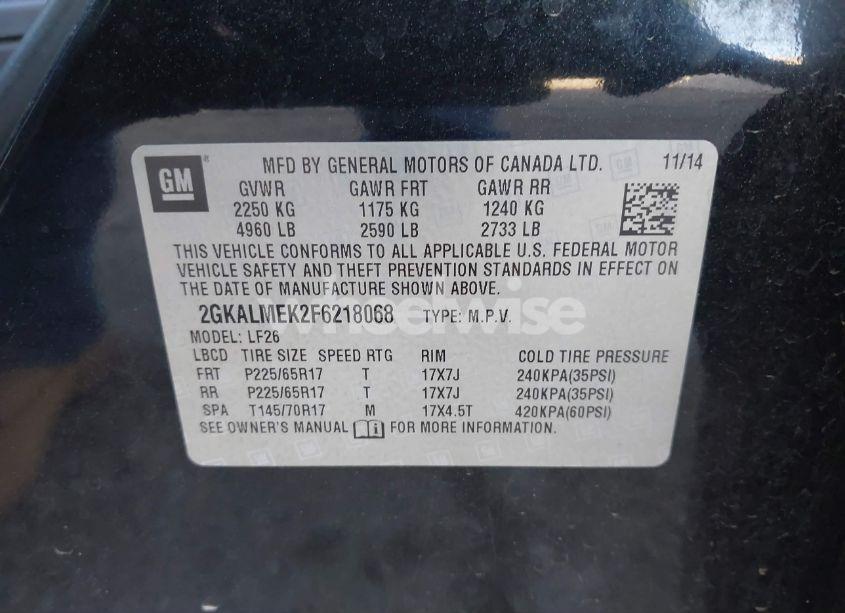 GM ® MFD BY GENERAL MOTORS OF CANADA LTD. 11/14
GVWR GAWR FRT GAWR RR
2250 KG 1175 KG 1240 KG
4960 LB 2590 LB 2733 LB
THIS VEHICLE CONFORMS TO ALL APPLICABLE U.S. FEDERAL MOTOR
VEHICLE SAFETY AND THEFT PREVENTION STANDARDS IN EFFECT ON
THE DATE OF MANUFACTURE SHOWN ABOVE.
2GKALMEK2F6218068 TYPE: M.P.V.
wheelwise
MODEL: LF26
LBCD TIRE SIZE SPEED RTG RIM COLD TIRE PRESSURE
FRT P225/65R17 T 17X7J 240KPA(35PSI)
RR P225/65R17 T 17X7J 240KPA(35PSI)
SPA T145/70R17 M 17X4.5T 420KPA(60PSI)
SEE OWNER'S MANUAL FOR MORE INFORMATION.